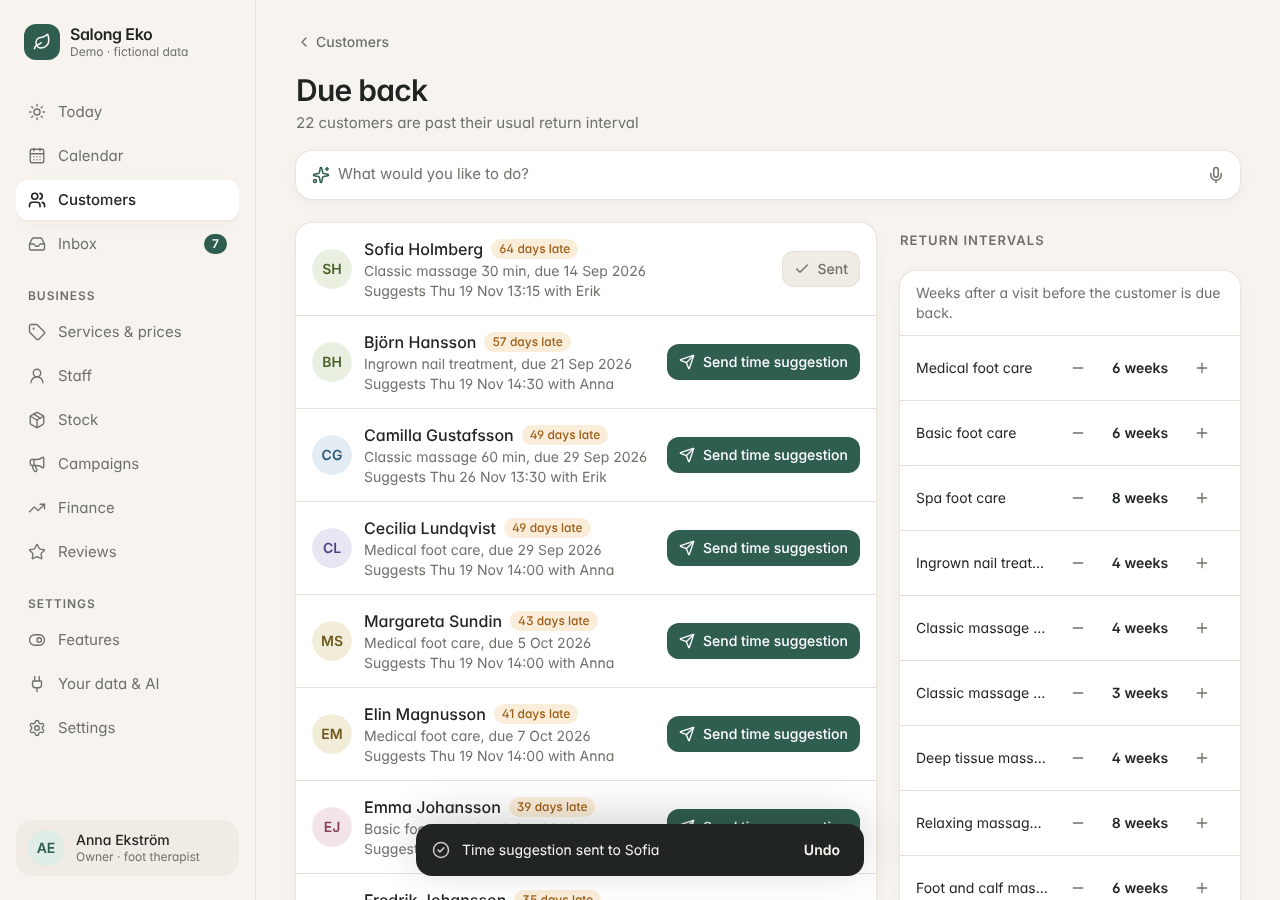 Salong Eko
Demo · fictional data
Today
Calendar
Customers
Inbox
7
BUSINESS
Services & prices
Staff
Stock
Campaigns
Finance
Reviews
SETTINGS
Features
Your data & AI
Settings
AE
Anna Ekström
Owner · foot therapist
Customers
Due back
22 customers are past their usual return interval
What would you like to do?
SH
Sofia Holmberg
64 days late
Classic massage 30 min, due 14 Sep 2026
Suggests Thu 19 Nov 13:15 with Erik
Sent
BH
Björn Hansson
57 days late
Ingrown nail treatment, due 21 Sep 2026
Suggests Thu 19 Nov 14:30 with Anna
Send time suggestion
CG
Camilla Gustafsson
49 days late
Classic massage 60 min, due 29 Sep 2026
Suggests Thu 26 Nov 13:30 with Erik
Send time suggestion
CL
Cecilia Lundqvist
49 days late
Medical foot care, due 29 Sep 2026
Suggests Thu 19 Nov 14:00 with Anna
Send time suggestion
MS
Margareta Sundin
43 days late
Medical foot care, due 5 Oct 2026
Suggests Thu 19 Nov 14:00 with Anna
Send time suggestion
EM
Elin Magnusson
41 days late
Medical foot care, due 7 Oct 2026
Suggests Thu 19 Nov 14:00 with Anna
Send time suggestion
EJ
Emma Johansson
39 days late
Basic
Time suggestion sent to Sofia
Undo
Fredrik Johansson
35 days late
RETURN INTERVALS
Weeks after a visit before the customer is due
back.
Medical foot care
6 weeks
Basic foot care
6 weeks
Spa foot care
8 weeks
Ingrown nail treat...
4 weeks
Classic massage ...
4 weeks
Classic massage ...
3 weeks
Deep tissue mass...
4 weeks
Relaxing massag...
8 weeks
Foot and calf mas...
6 weeks